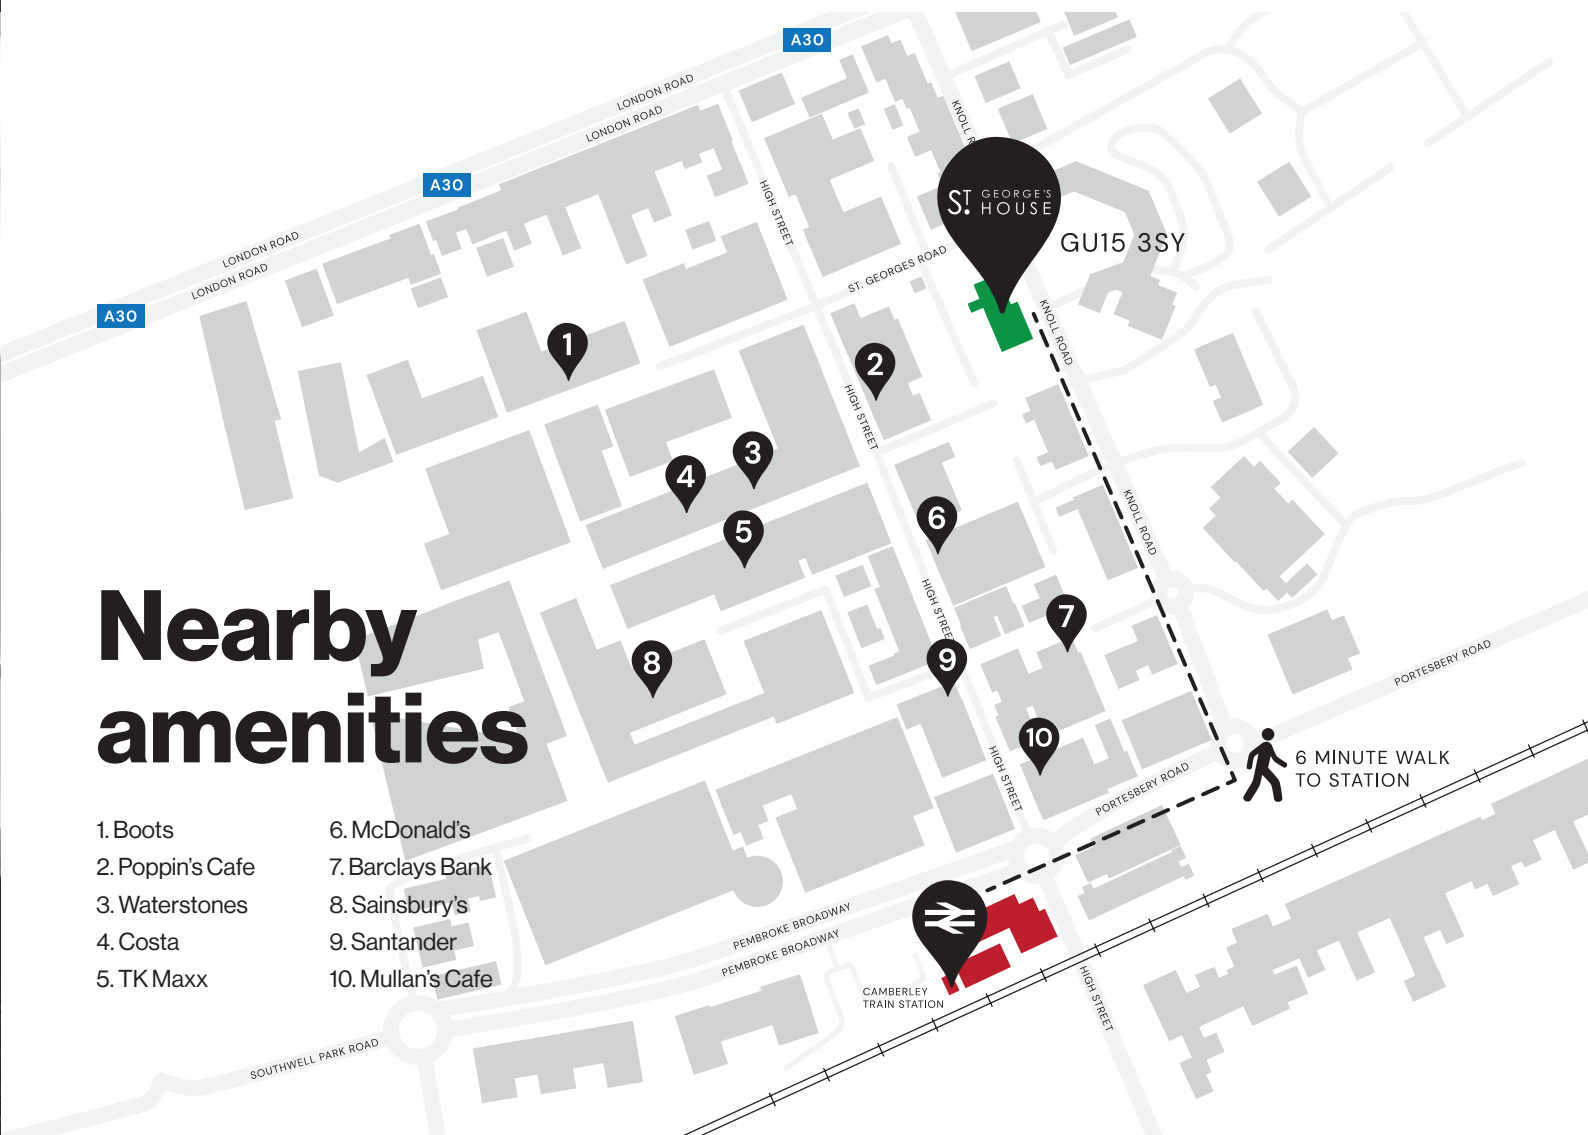 A30
LONDON ROAD
LONDON ROAD
KNOLL R
A30
HIGH STREET
ST. GEORGE'S
HOUSE
GU15 3SY
LONDON ROAD
LONDON ROAD
ST. GEORGES ROAD
A30
KNOLL ROAD
1
2
HIGH STREET
3
4
5
6
KNOLL ROAD
Nearby
amenities
HIGH STREET
7
8
9
PORTESBERY ROAD
10
HIGH STREET
PORTESBERY ROAD
6 MINUTE WALK
TO STATION
1. Boots
2. Poppin's Cafe
3. Waterstones
4. Costa
5. TK Maxx
6. McDonald's
7. Barclays Bank
8. Sainsbury's
9. Santander
10. Mullan's Cafe
PEMBROKE BROADWAY
PEMBROKE BROADWAY
CAMBERLEY
TRAIN STATION
HIGH STREET
SOUTHWELL PARK ROAD